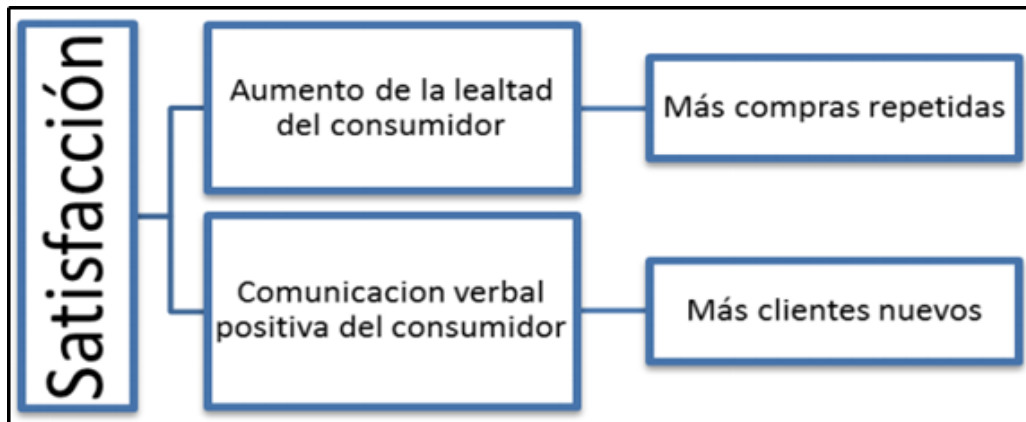 Satisfacción
Aumento de la lealtad
del consumidor
Más compras repetidas
Comunicacion verbal
positiva del consumidor
Más clientes nuevos